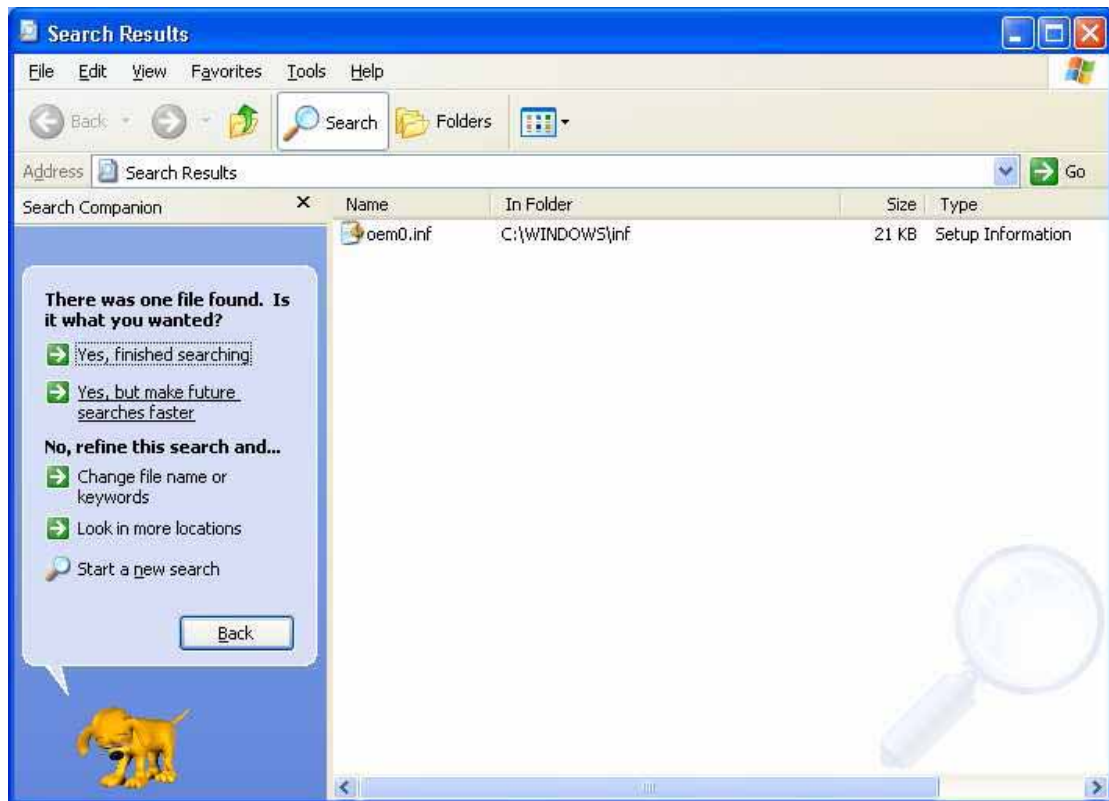 Search Results
File Edit View Favorites Tools Help
Back Search Folders
Address Search Results Go
Search Companion
Name In Folder Size Type
oem0.inf C:\WINDOWS\inf 21 KB Setup Information
There was one file found. Is
it what you wanted?
Yes, finished searching
Yes, but make future
searches faster
No, refine this search and...
Change file name or
keywords
Look in more locations
Start a new search
Back